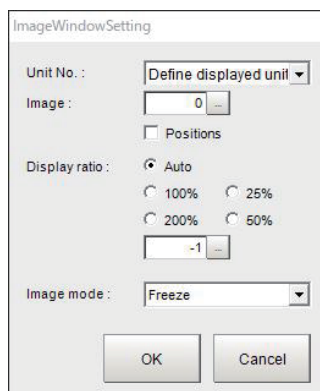 ImageWindowSetting
Unit No. : Define displayed unit
Image : 0 ...
Positions
Display ratio : Auto
100% 25%
200% 50%
-1 ...
Image mode : Freeze
OK Cancel